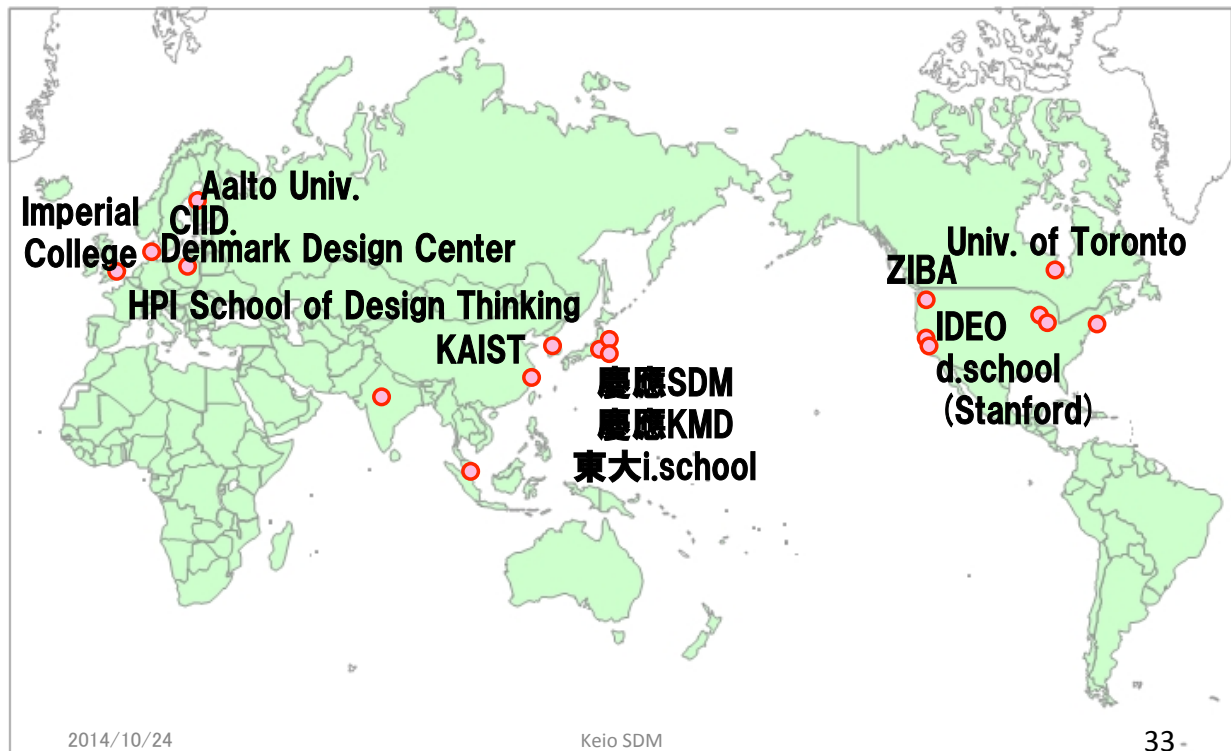 Aalto Univ.
Imperial
College
CIID.
Denmark Design Center
HPI School of Design Thinking
KAIST
慶應SDM
慶應KMD
東大i.school
Univ. of Toronto
ZIBA
IDEO
d.school
(Stanford)
2014/10/24
Keio SDM
33